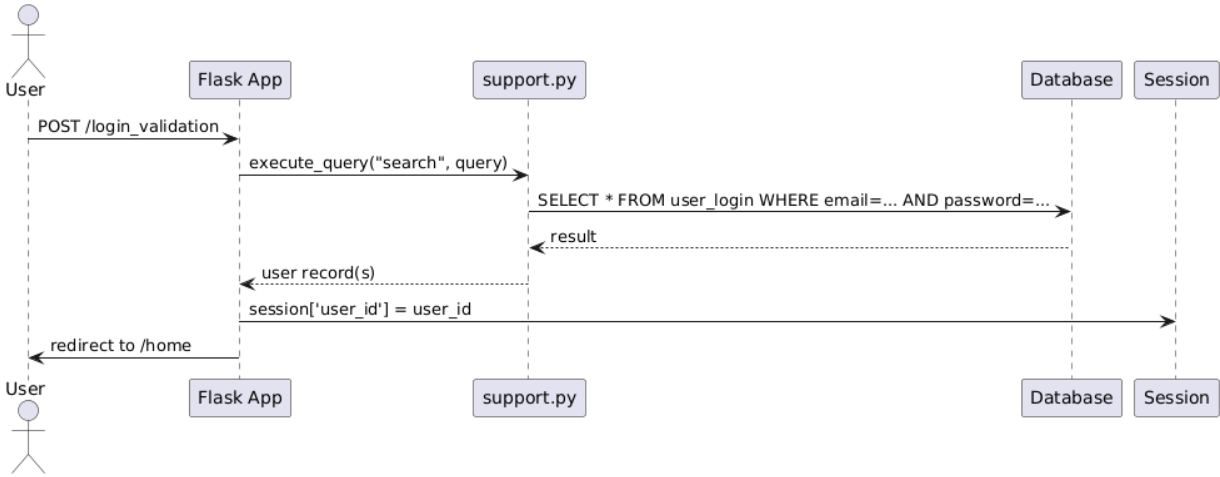 User
Flask App
support.py
Database
Session
POST /login_validation
execute_query("search", query)
SELECT * FROM user_login WHERE email=... AND password=...
result
user record(s)
session['user_id'] = user_id
redirect to /home
User
Flask App
support.py
Database
Session